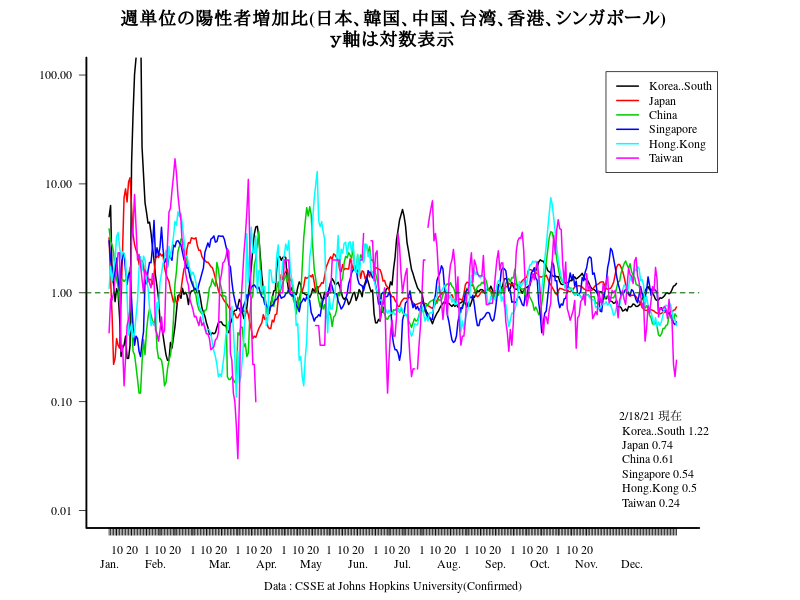 週単位の陽性者増加比(日本、韓国、中国、台湾、香港、シンガポール)
y軸は対数表示
100.00
10.00
1.00
0.10
0.01
Korea..South
Japan
China
Singapore
Hong.Kong
Taiwan
2/18/21 現在
Korea..South 1.22
Japan 0.74
China 0.61
Singapore 0.54
Hong.Kong 0.5
Taiwan 0.24
10 20 1 10 20 1 10 20 1 10 20 1 10 20 1 10 20 1 10 20 1 10 20 1 10 20 1 10 20 1 10 20
Jan. Feb. Mar. Apr. May Jun. Jul. Aug. Sep. Oct. Nov. Dec.
Data : CSSE at Johns Hopkins University(Confirmed)